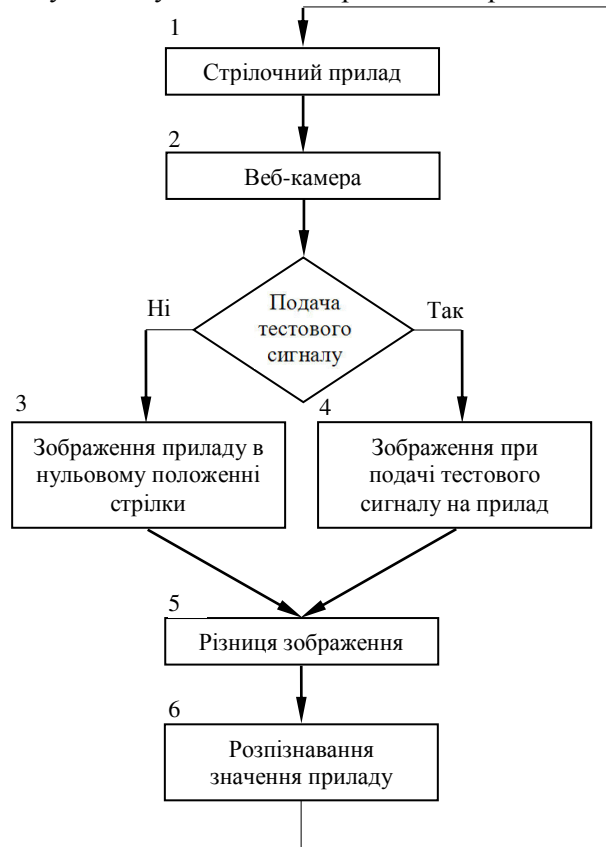 1
Стрілочний прилад
2
Веб-камера
Ні
Подача
тестового
сигналу
Так
3
Зображення приладу в
нульовому положенні
стрілки
4
Зображення при
подачі тестового
сигналу на прилад
5
Різниця зображення
6
Розпізнавання
значення приладу